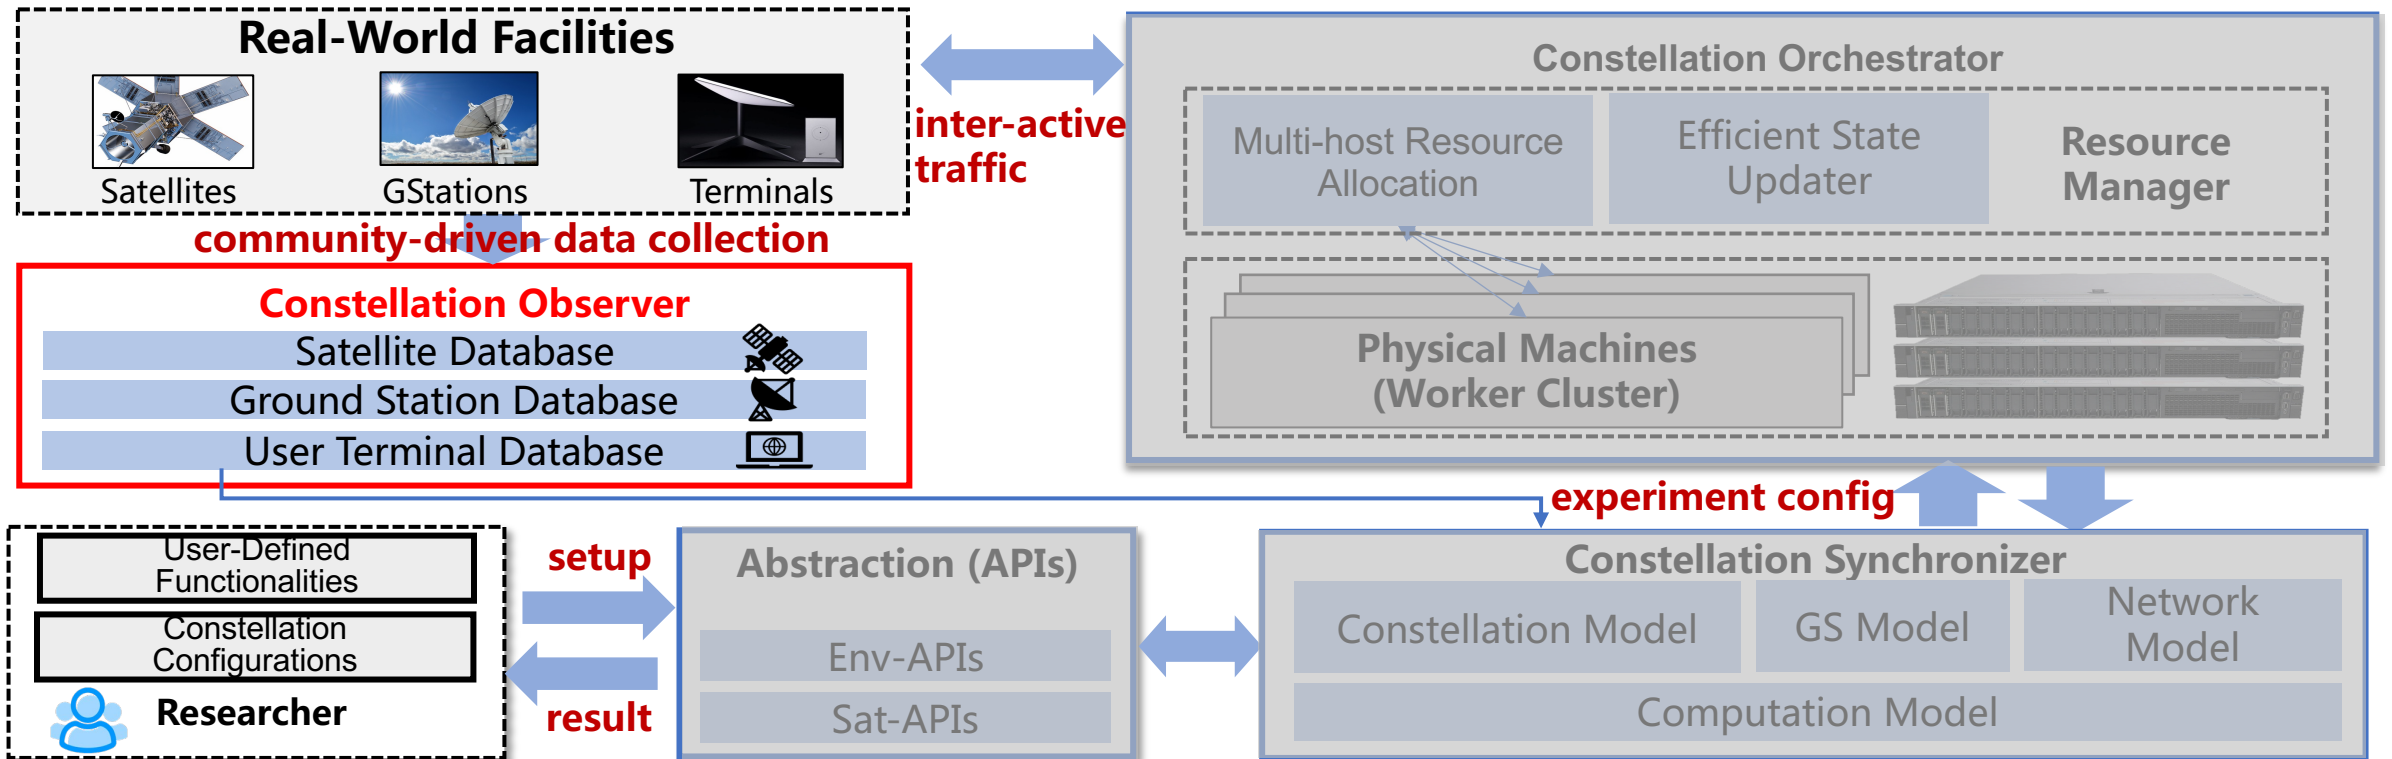 Real-World Facilities
Satellites
GStations
Terminals
inter-active
traffic
community-driven data collection
Constellation Observer
Satellite Database
Ground Station Database
User Terminal Database
Constellation Orchestrator
Multi-host Resource
Allocation
Efficient State
Updater
Resource
Manager
Physical Machines
(Worker Cluster)
experiment config
User-Defined
Functionalities
Constellation
Configurations
Researcher
setup
result
Abstraction (APIs)
Env-APIs
Sat-APIs
Constellation Synchronizer
Constellation Model
GS Model
Network
Model
Computation Model